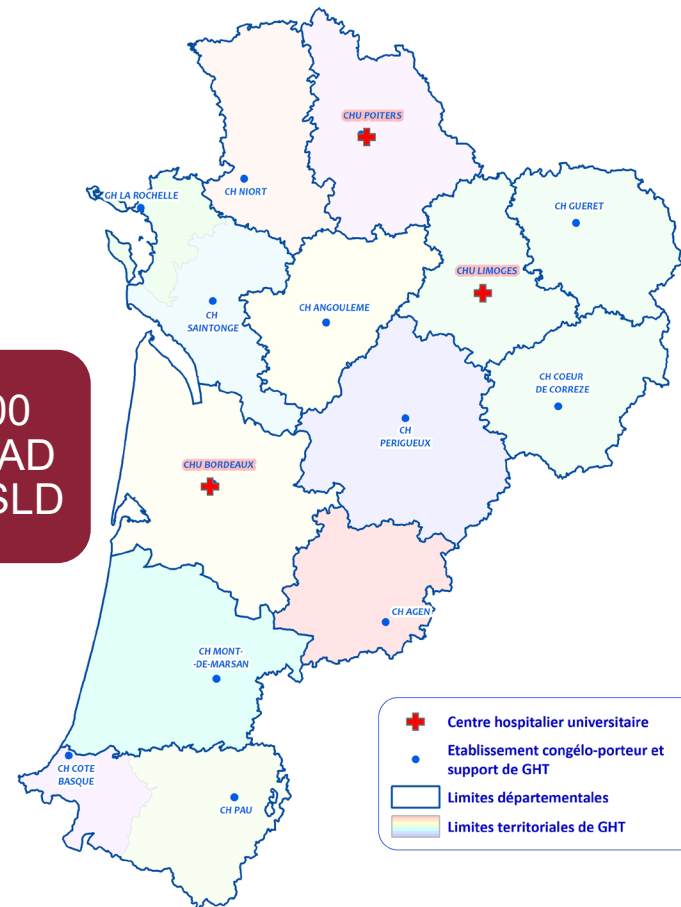 CHU POITERS
GH LA ROCHELLE
CH NIORT
CH GUERET
CHU LIMOGES
CH
SAINTONGE
CH ANGOULEME
CH COEUR
DE CORREZE
00
AD
SLD
CH
PERIGUEUX
CHU BORDEAUX
CH AGEN
CH MONT-
-DE-MARSAN
CH COTE
BASQUE
CH PAU
Centre hospitalier universitaire
Etablissement congélo-porteur et
support de GHT
Limites départementales
Limites territoriales de GHT